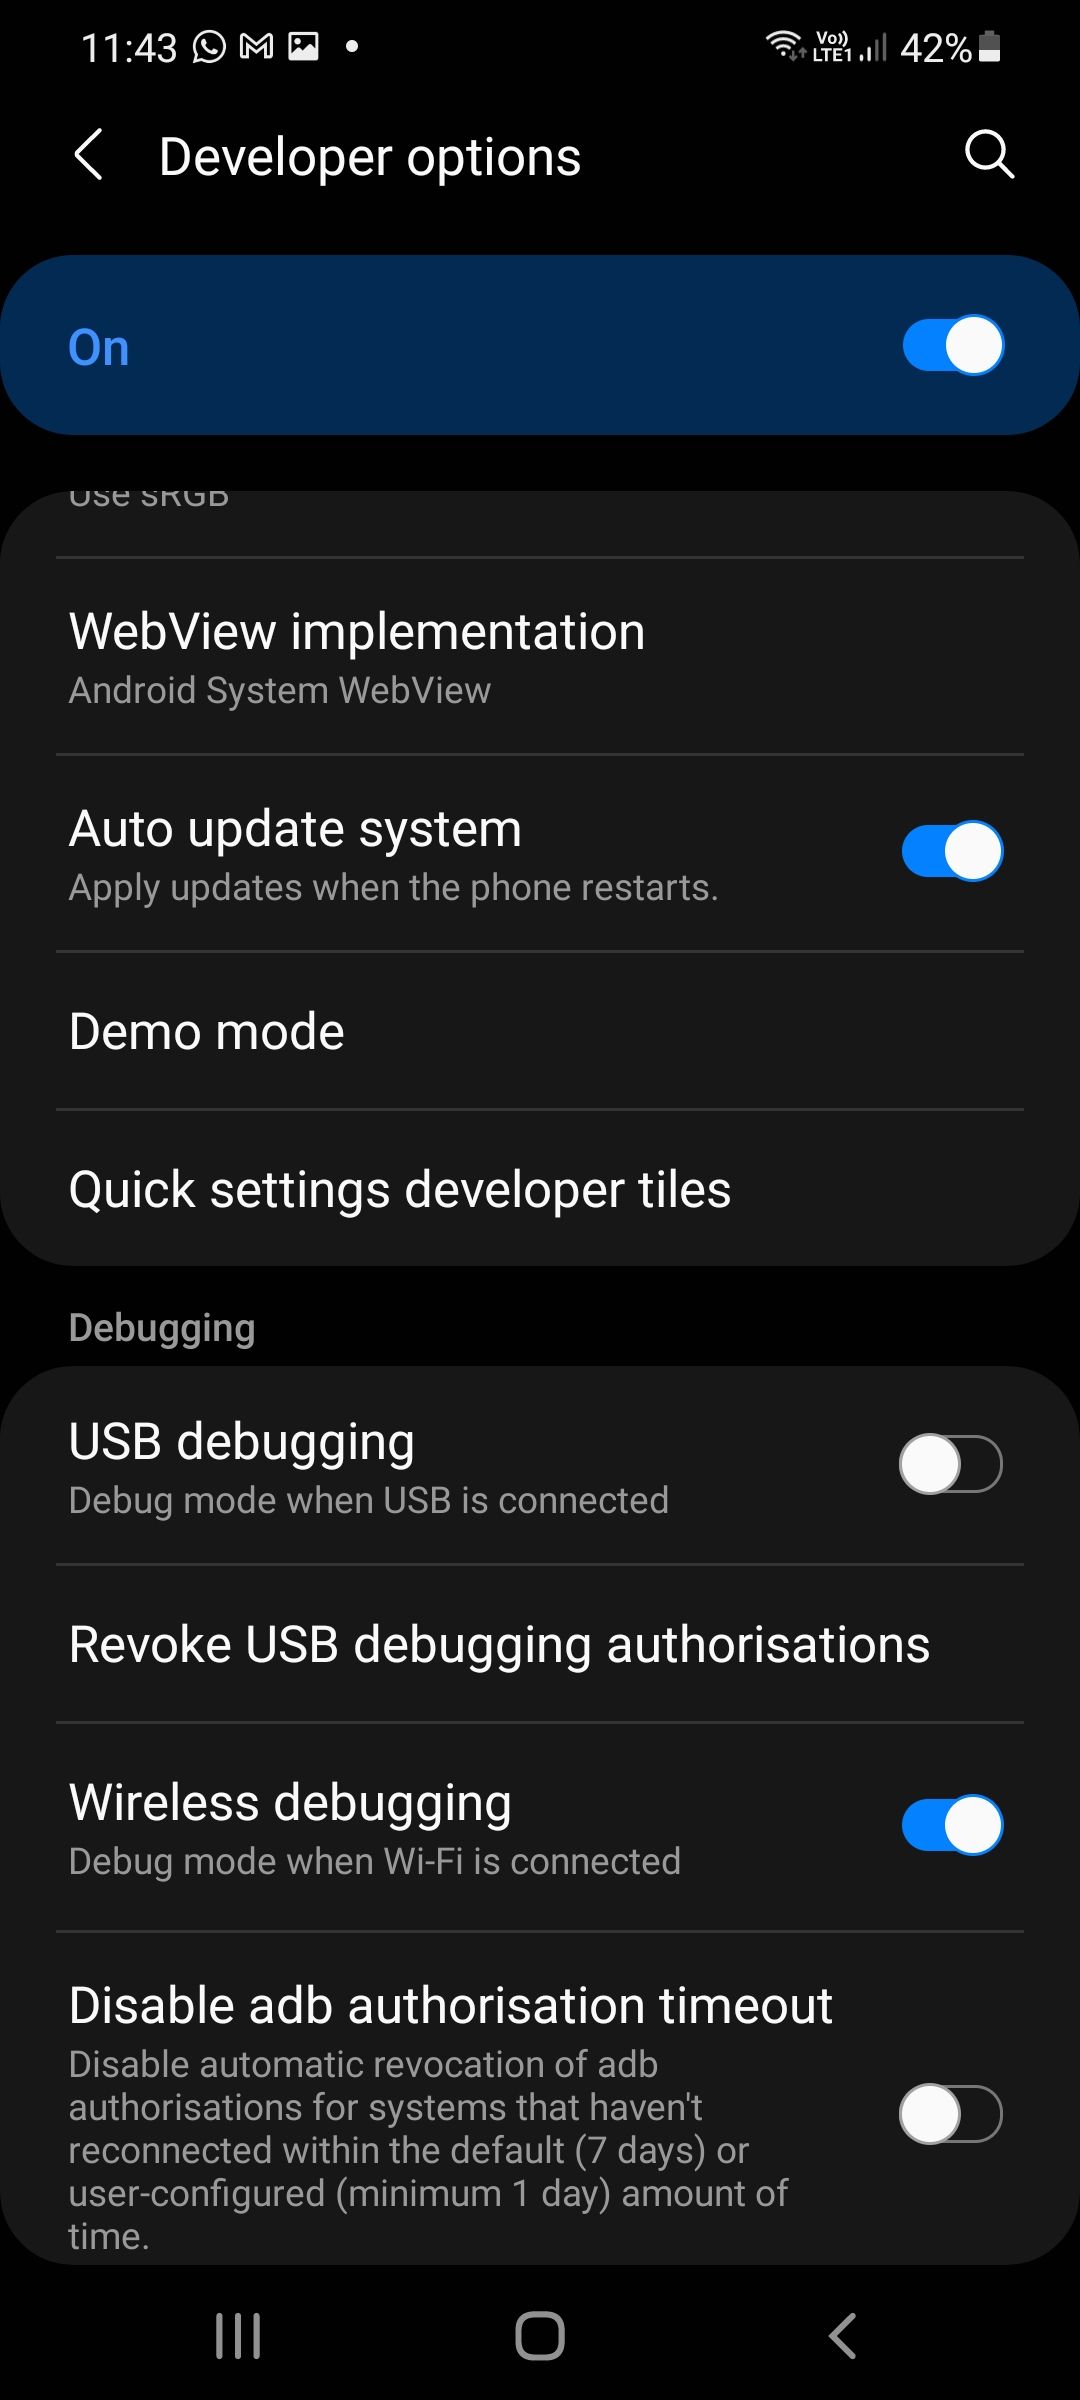 11:43
Vo)) LTE1 42%
Developer options
On
Use sRGB
WebView implementation
Android System WebView
Auto update system
Apply updates when the phone restarts.
Demo mode
Quick settings developer tiles
Debugging
USB debugging
Debug mode when USB is connected
Revoke USB debugging authorisations
Wireless debugging
Debug mode when Wi-Fi is connected
Disable adb authorisation timeout
Disable automatic revocation of adb
authorisations for systems that haven't
reconnected within the default (7 days) or
user-configured (minimum 1 day) amount of
time.